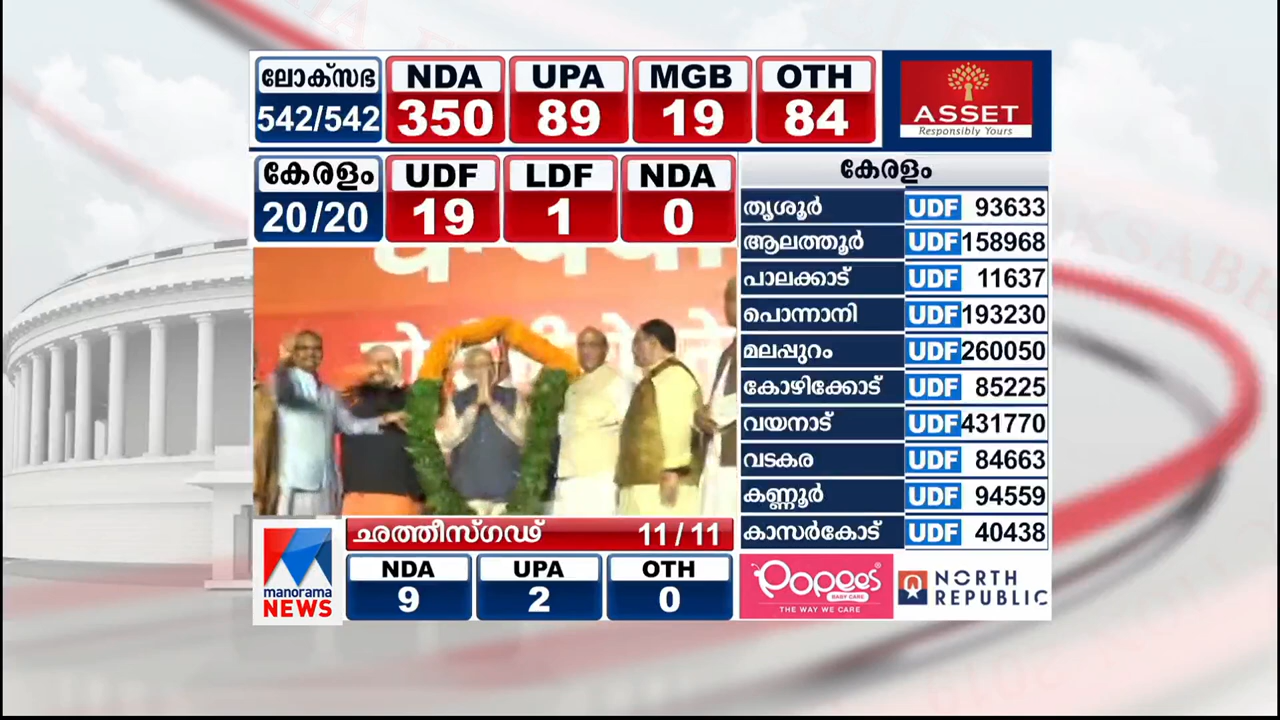 ലോക്സഭ NDA UPA MGB OTH
542/542 350 89 19 84
ASSET
Responsibly Yours
കേരളം UDF LDF NDA
20/20 19 1 0
കേരളം
തൃശൂർ UDF 93633
ആലത്തൂർ UDF 158968
പാലക്കാട് UDF 11637
പൊന്നാനി UDF 193230
മലപ്പുറം UDF 260050
കോഴിക്കോട് UDF 85225
വയനാട് UDF 431770
വടകര UDF 84663
കണ്ണൂർ UDF 94559
കാസർകോട് UDF 40438
ഛത്തീസ്ഗഢ് 11/11
NDA UPA OTH
9 2 0
manorama
NEWS
Popees
BABY CARE
THE WAY WE CARE
NORTH
REPUBLIC